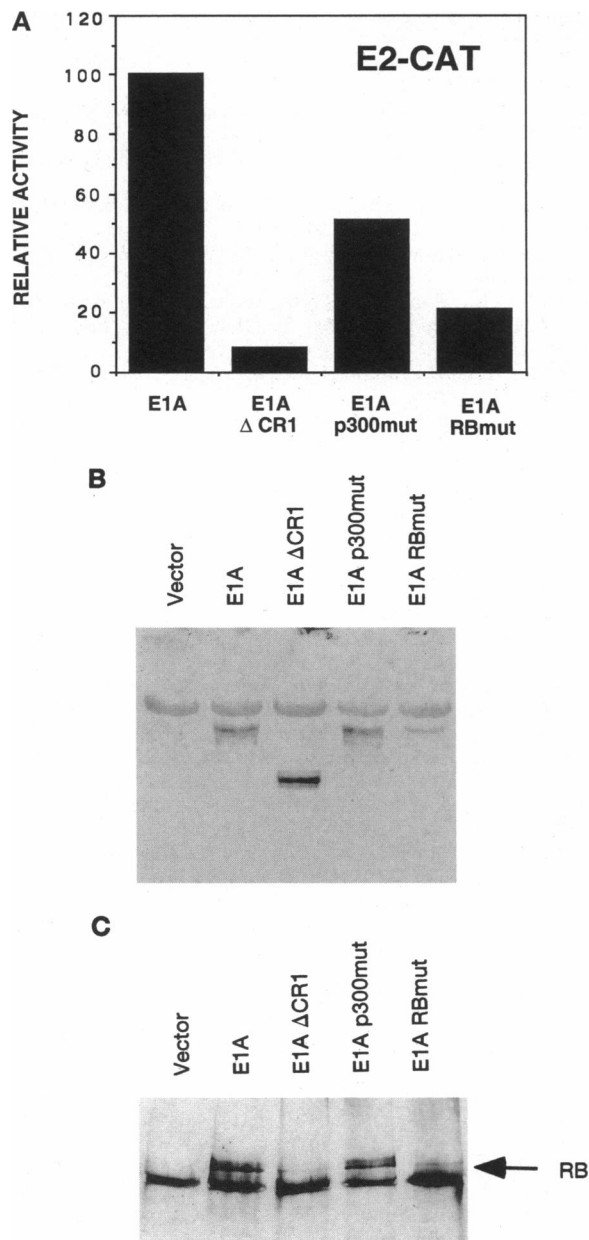 A
E2-CAT
RELATIVE ACTIVITY
120
100
80
60
40
20
0
E1A
E1A
Δ CR1
E1A
p300mut
E1A
RBmut
B
Vector
E1A
E1A ΔCR1
E1A p300mut
E1A RBmut
C
Vector
E1A
E1A ΔCR1
E1A p300mut
E1A RBmut
RB